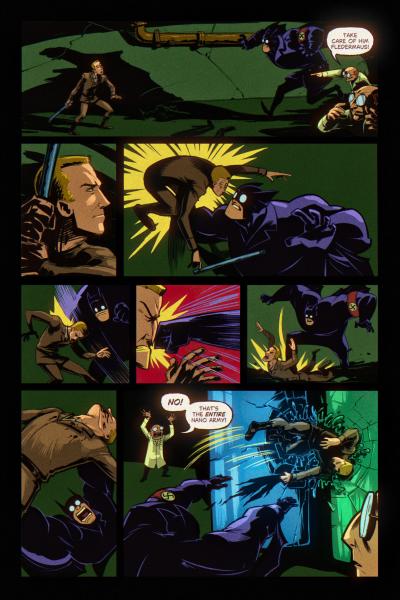 TAKE
CARE OF HIM
FLEDERMAUS!
NO!
THAT'S
THE ENTIRE
NANO ARMY!